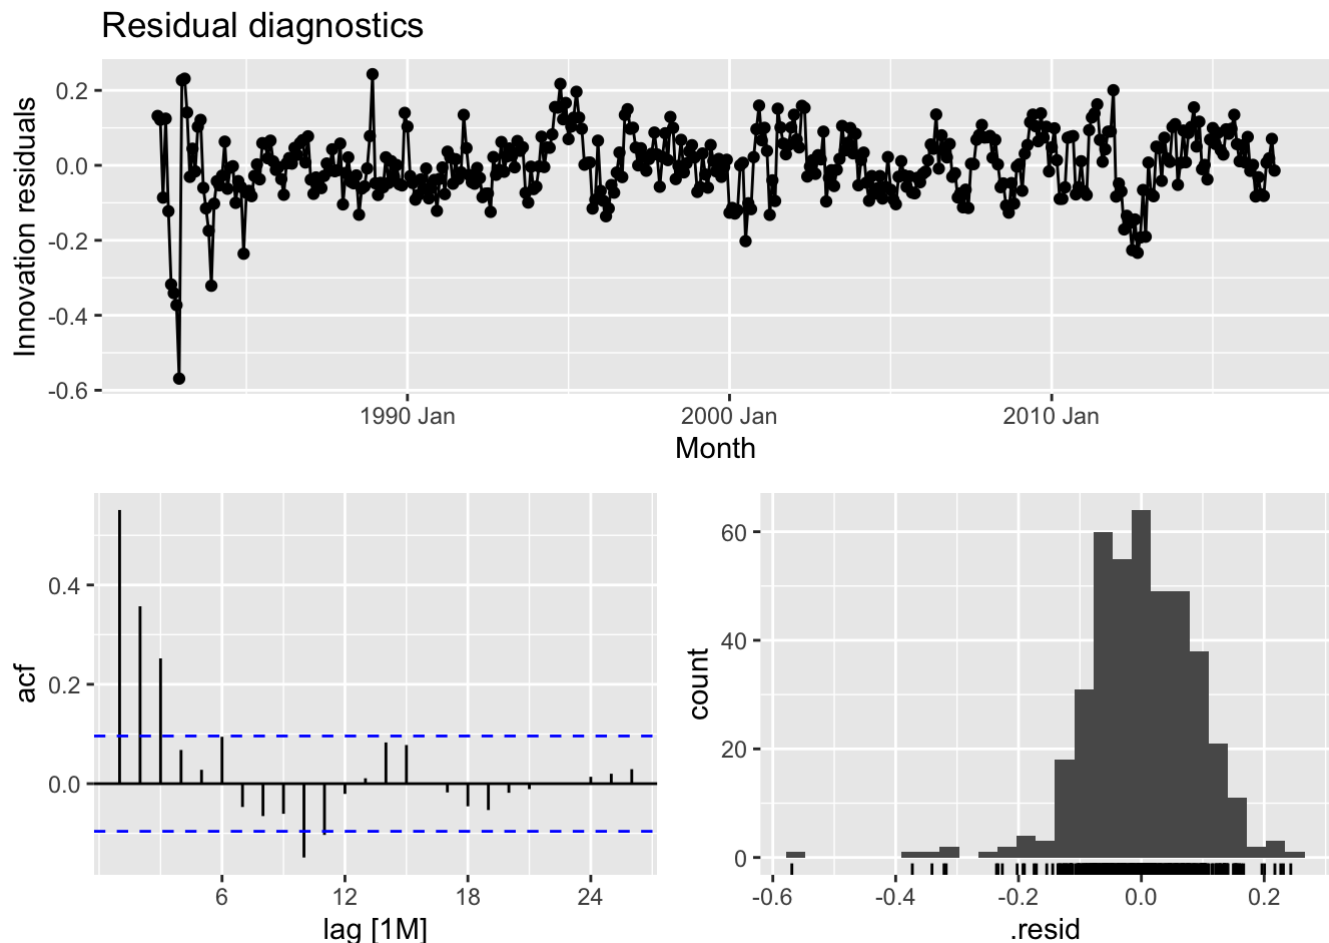 Residual diagnostics
Innovation residuals
0.2
0.0
-0.2
-0.4
-0.6
1990 Jan
2000 Jan
2010 Jan
Month
acf
0.4
0.2
0.0
6
12
18
24
lag [1M]
count
60
40
20
0
-0.6
-0.4
-0.2
0.0
0.2
.resid